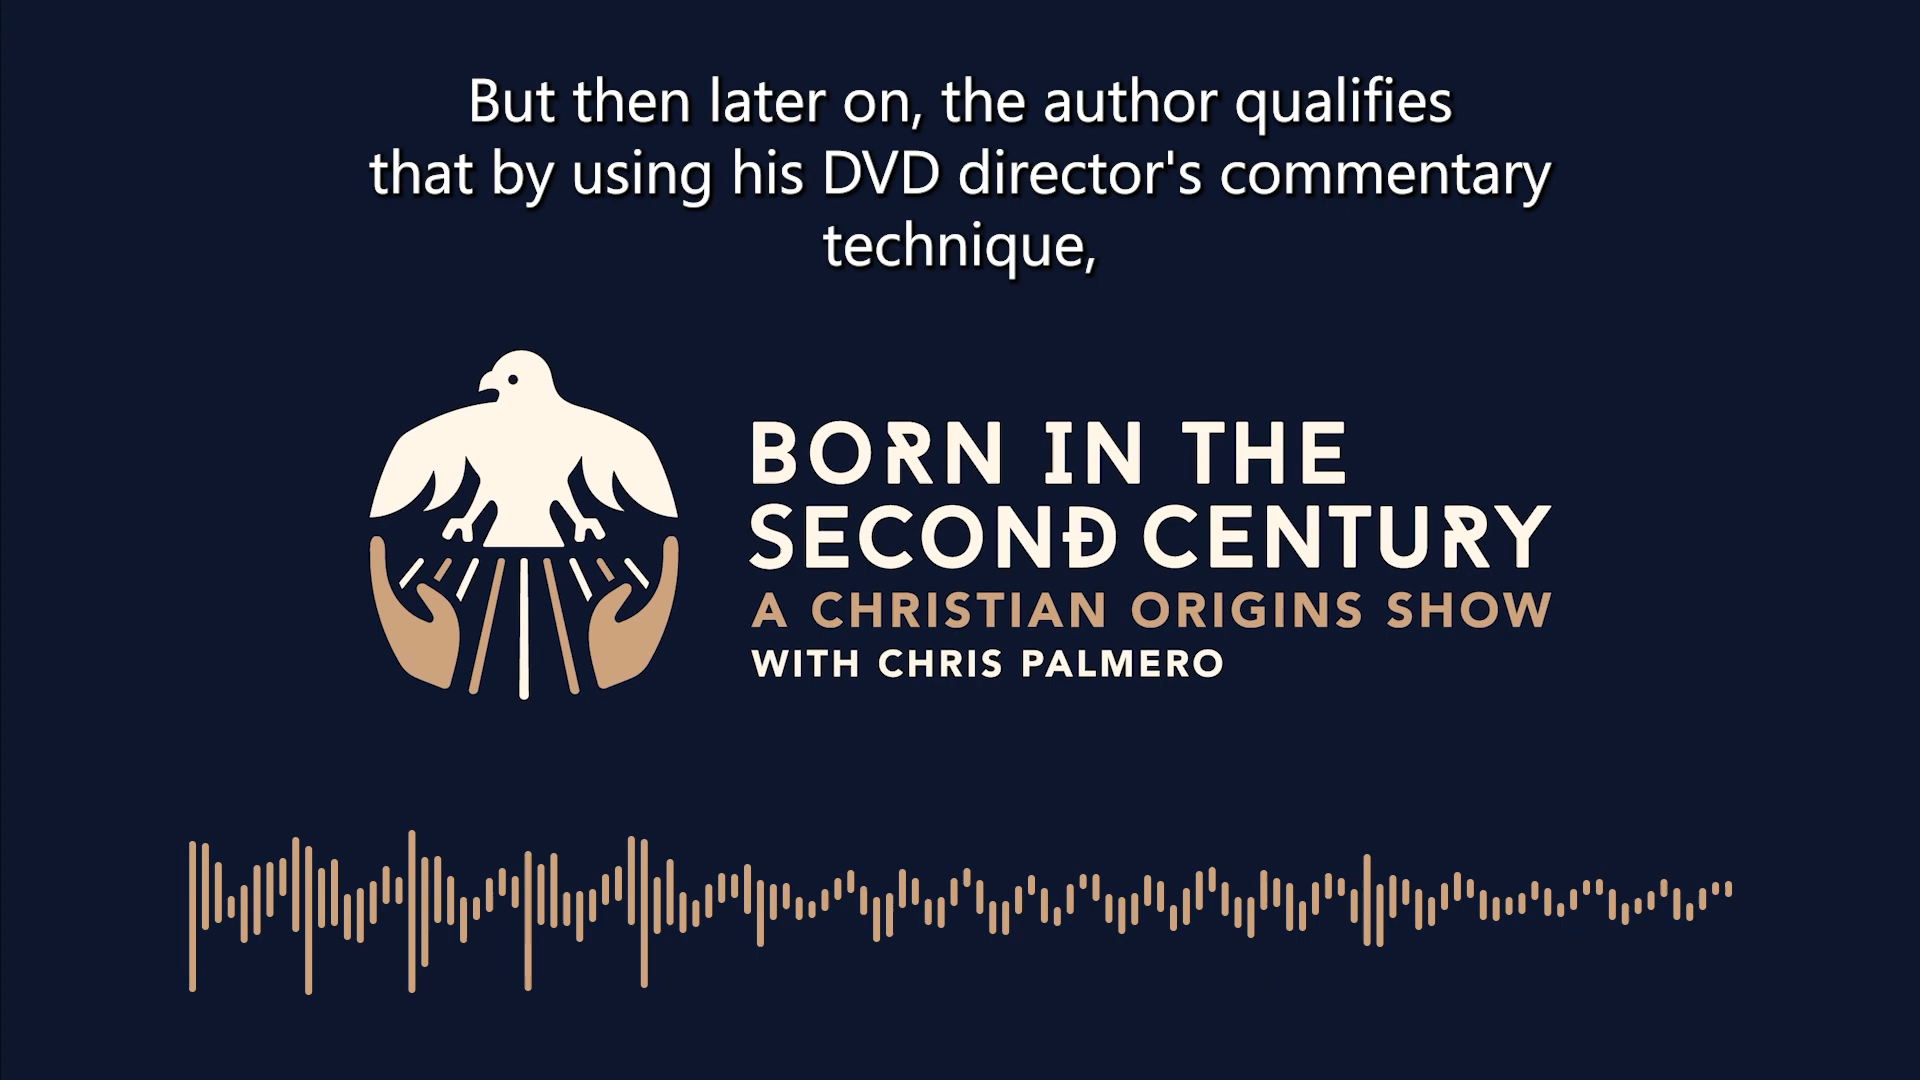 But then later on, the author qualifies
that by using his DVD director's commentary
technique,
BORN IN THE
SECOND CENTURY
A CHRISTIAN ORIGINS SHOW
WITH CHRIS PALMERO